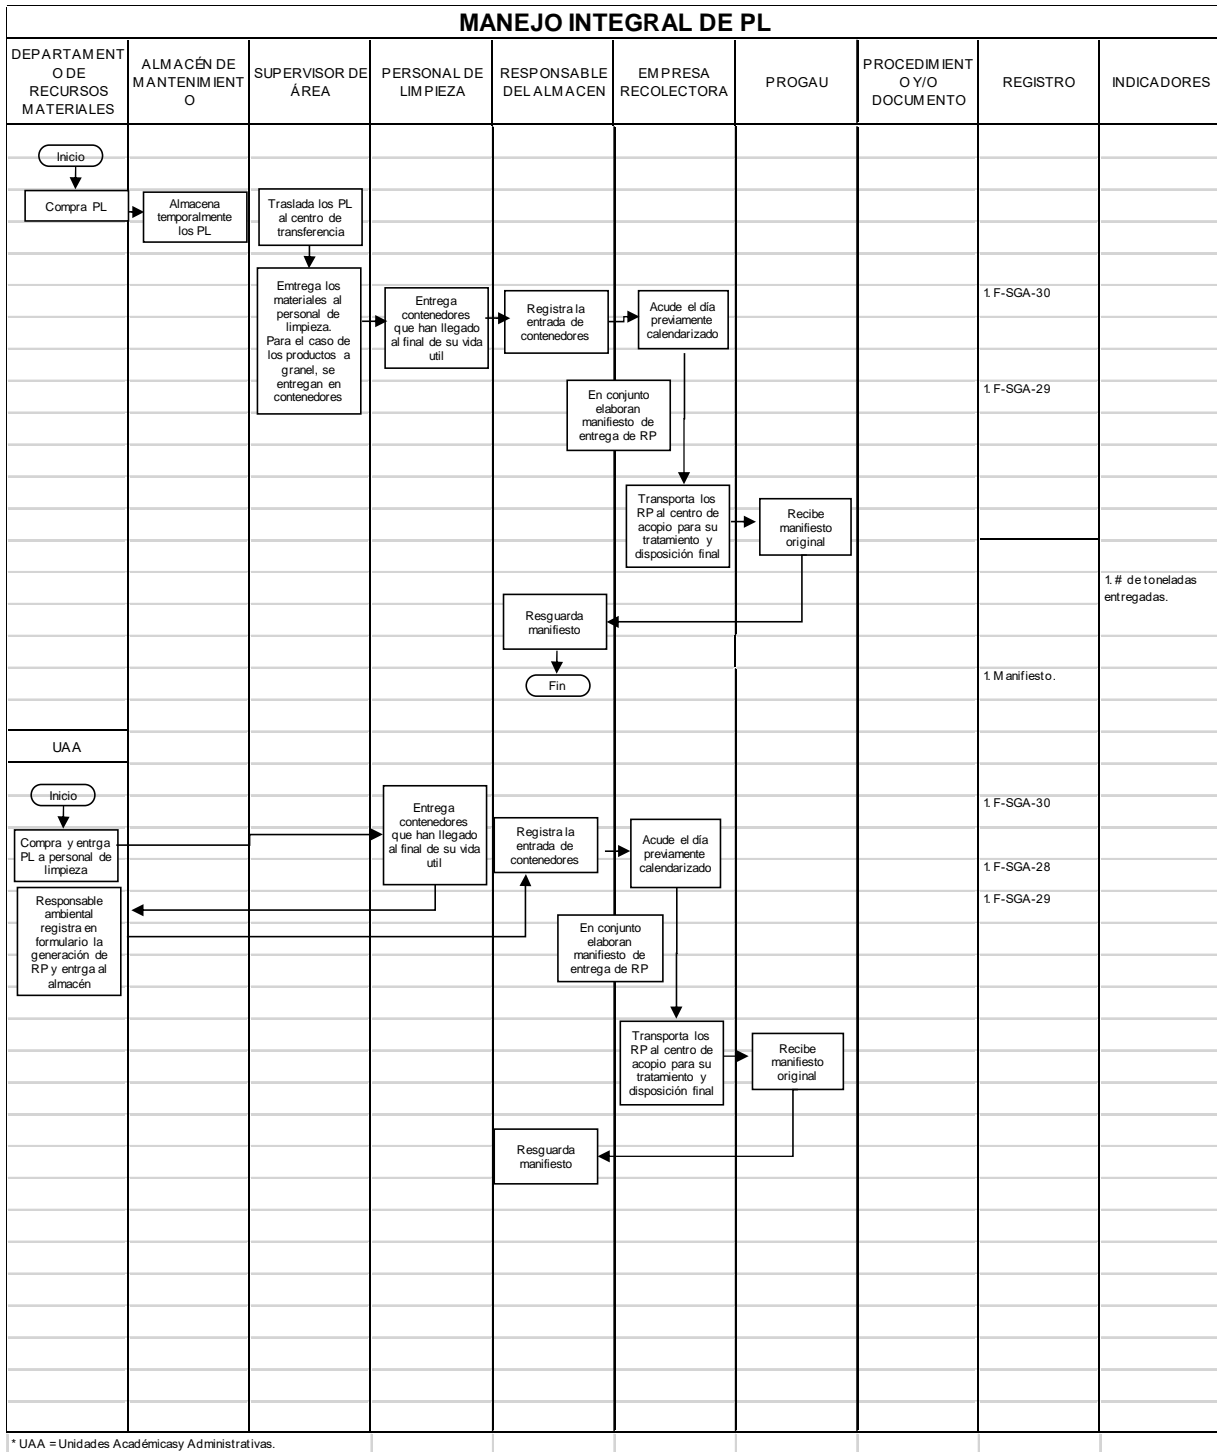 MANEJO INTEGRAL DE PL
DEPARTAMENT
O DE
RECURSOS
MATERIALES
ALMACÉN DE
MANTENIMIENT
O
SUPERVISOR DE
ÁREA
PERSONAL DE
LIMPIEZA
RESPONSABLE
DEL ALMACEN
EMPRESA
RECOLECTORA
PROGAU
PROCEDIMIENT
O Y/O
DOCUMENTO
REGISTRO
INDICADORES
Inicio
Compra PL
Almacena
temporalmente
los PL
Traslada los PL
al centro de
transferencia
Emtrega los
materiales al
personal de
limpieza.
Para el caso de
los productos a
granel, se
entregan en
contenedores
Entrega
contenedores
que han llegado
al final de su vida
util
Registra la
entrada de
contenedores
Acude el día
previamente
calendarizado
1. F-SGA-30
En conjunto
elaboran
manifiesto de
entrega de RP
1. F-SGA-29
Transporta los
RP al centro de
acopio para su
tratamiento y
disposición final
Recibe
manifiesto
original
1. # de toneladas
entregadas.
Resguarda
manifiesto
Fin
1. Manifiesto.
UAA
Inicio
Compra y entrga
PL a personal de
limpieza
Entrega
contenedores
que han llegado
al final de su vida
util
Registra la
entrada de
contenedores
Acude el día
previamente
calendarizado
1. F-SGA-30
1. F-SGA-28
1. F-SGA-29
Responsable
ambiental
registra en
formulario la
generación de
RP y entrga al
almacén
En conjunto
elaboran
manifiesto de
entrega de RP
Transporta los
RP al centro de
acopio para su
tratamiento y
disposición final
Recibe
manifiesto
original
Resguarda
manifiesto
* UAA = Unidades Académicasy Administrativas.